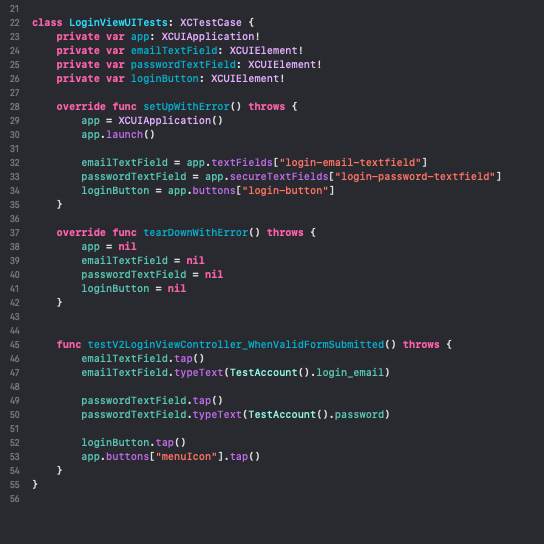 21
22 class LoginViewUITests: XCTestCase {
23     private var app: XCUIApplication!
24     private var emailTextField: XCUIElement!
25     private var passwordTextField: XCUIElement!
26     private var loginButton: XCUIElement!
27
28     override func setUpWithError() throws {
29         app = XCUIApplication()
30         app.launch()
31
32         emailTextField = app.textFields["login-email-textfield"]
33         passwordTextField = app.secureTextFields["login-password-textfield"]
34         loginButton = app.buttons["login-button"]
35     }
36
37     override func tearDownWithError() throws {
38         app = nil
39         emailTextField = nil
40         passwordTextField = nil
41         loginButton = nil
42     }
43
44
45     func testV2LoginViewController_WhenValidFormSubmitted() throws {
46         emailTextField.tap()
47         emailTextField.typeText(TestAccount().login_email)
48
49         passwordTextField.tap()
50         passwordTextField.typeText(TestAccount().password)
51
52         loginButton.tap()
53         app.buttons["menuIcon"].tap()
54     }
55 }
56